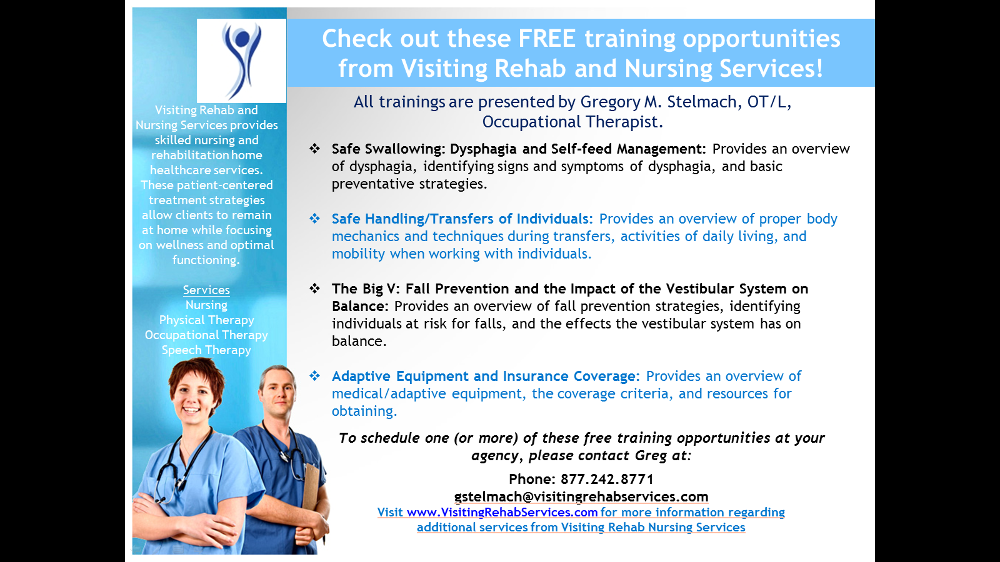 Check out these FREE training opportunities
from Visiting Rehab and Nursing Services!
Visiting Rehab and
Nursing Services provides
skilled nursing and
rehabilitation home
healthcare services.
These patient-centered
treatment strategies
allow clients to remain
at home while focusing
on wellness and optimal
functioning.
Services
Nursing
Physical Therapy
Occupational Therapy
Speech Therapy
All trainings are presented by Gregory M. Stelmach, OT/L,
Occupational Therapist.
❖ Safe Swallowing: Dysphagia and Self-feed Management: Provides an overview
of dysphagia, identifying signs and symptoms of dysphagia, and basic
preventative strategies.
❖ Safe Handling/Transfers of Individuals: Provides an overview of proper body
mechanics and techniques during transfers, activities of daily living, and
mobility when working with individuals.
❖ The Big V: Fall Prevention and the Impact of the Vestibular System on
Balance: Provides an overview of fall prevention strategies, identifying
individuals at risk for falls, and the effects the vestibular system has on
balance.
❖ Adaptive Equipment and Insurance Coverage: Provides an overview of
medical/adaptive equipment, the coverage criteria, and resources for
obtaining.
To schedule one (or more) of these free training opportunities at your
agency, please contact Greg at:
Phone: 877.242.8771
gstelmach@visitingrehabservices.com
Visit www.VisitingRehabServices.com for more information regarding
additional services from Visiting Rehab Nursing Services